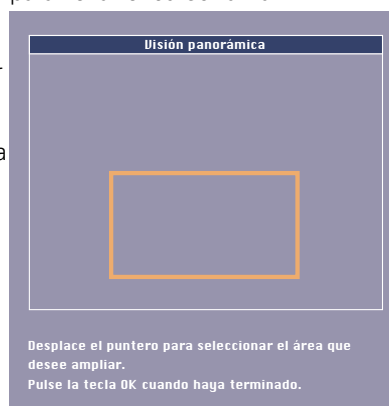 Visión panorámica
a
Desplace el puntero para seleccionar el área que
desee ampliar.
Pulse la tecla OK cuando haya terminado.